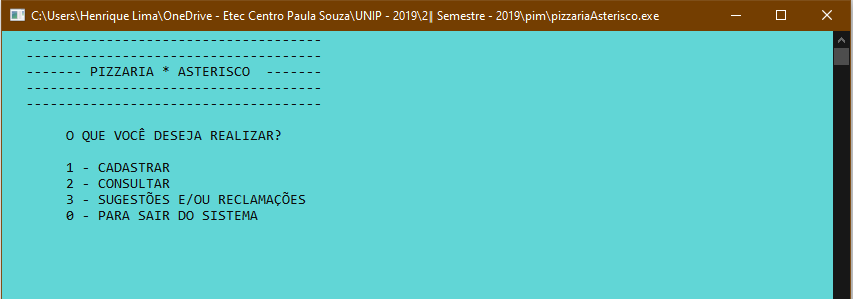 C:\Users\Henrique Lima\OneDrive - Etec Centro Paula Souza\UNIP - 2019\2‖ Semestre - 2019\pim\pizzariaAsterisco.exe
-------------------------------------
-------------------------------------
------- PIZZARIA * ASTERISCO  -------
-------------------------------------
-------------------------------------
O QUE VOCÊ DESEJA REALIZAR?
1 - CADASTRAR
2 - CONSULTAR
3 - SUGESTÕES E/OU RECLAMAÇÕES
0 - PARA SAIR DO SISTEMA